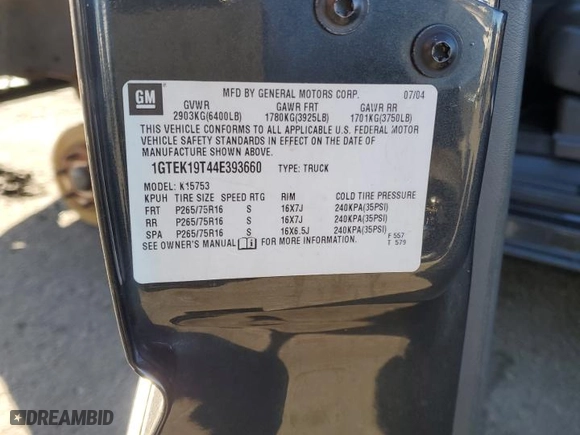 GM
MFD BY GENERAL MOTORS CORP.
07/04
GVWR GAWR FRT GAWR RR
2903KG(6400LB) 1780KG(3925LB) 1701KG(3750LB)
THIS VEHICLE CONFORMS TO ALL APPLICABLE U.S. FEDERAL MOTOR
VEHICLE SAFETY STANDARDS IN EFFECT ON THE DATE OF
MANUFACTURE SHOWN ABOVE.
1GTEK19T44E393660 TYPE: TRUCK
MODEL: K15753
KPUH TIRE SIZE SPEED RTG RIM COLD TIRE PRESSURE
FRT P265/75R16 S 16X7J 240KPA(35PSI)
RR P265/75R16 S 16X7J 240KPA(35PSI)
SPA P265/75R16 S 16X6.5J 240KPA(35PSI)
SEE OWNER'S MANUAL FOR MORE INFORMATION.
F 557
T 579
DREAMBID